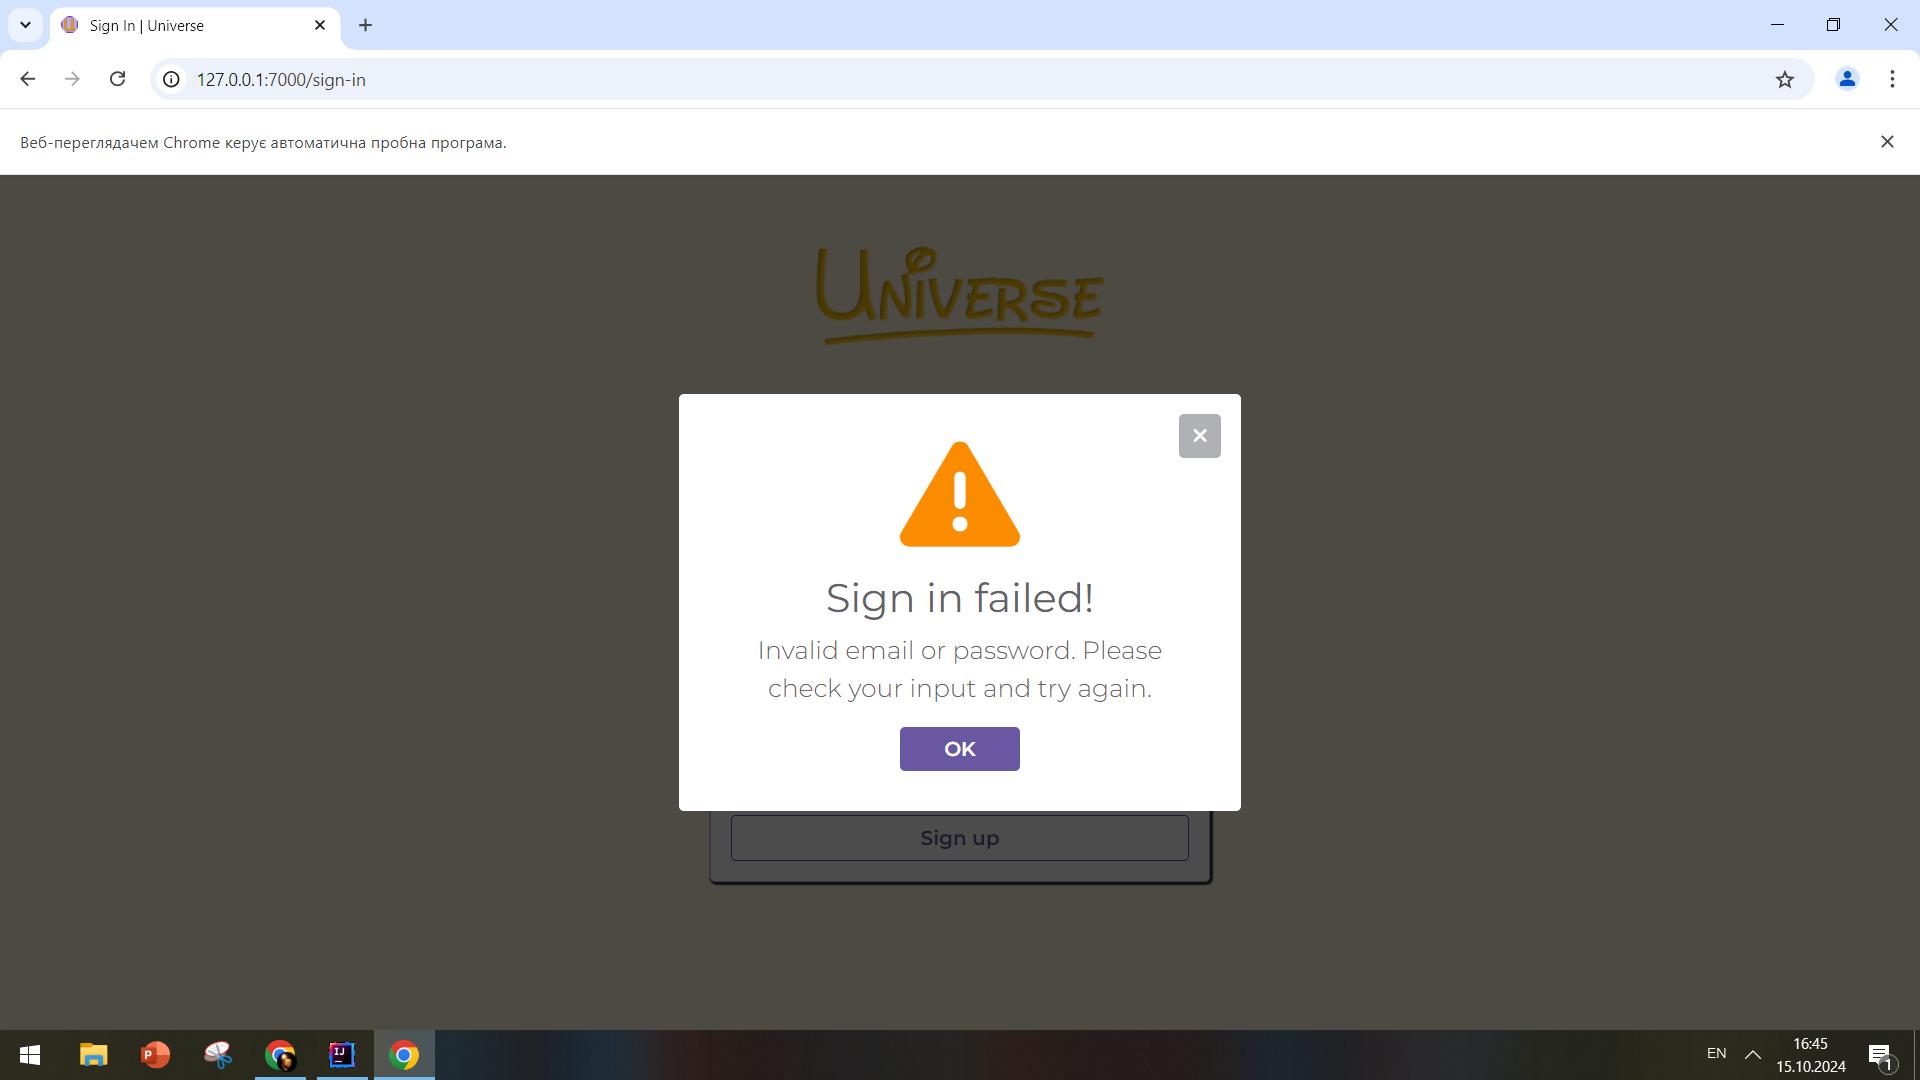 Sign In | Universe
127.0.0.1:7000/sign-in
Веб-переглядачем Chrome керує автоматична пробна програма.
UNIVERSE
Sign in failed!
Invalid email or password. Please
check your input and try again.
OK
Sign up
P
IJ
EN
16:45
15.10.2024
1